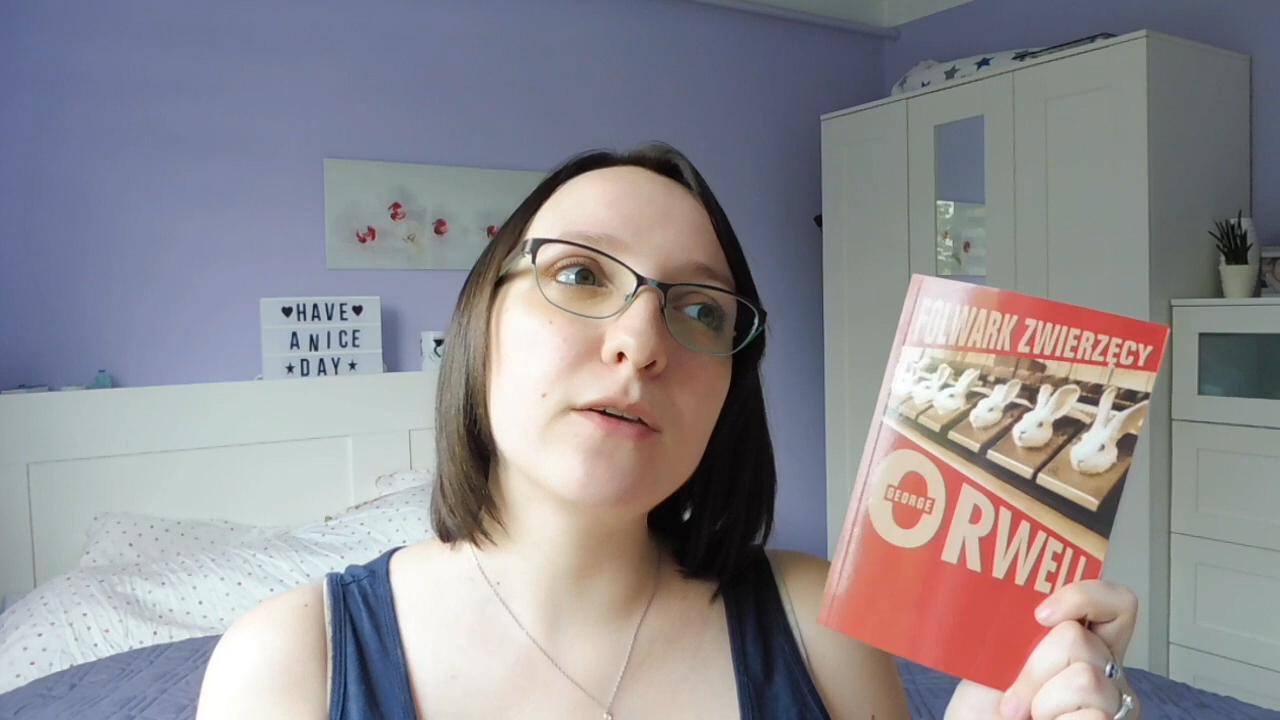 ♥HAVE♥
A NICE
★DAY★
FOLWARK ZWIERZĘCY
GEORGE
ORWELL